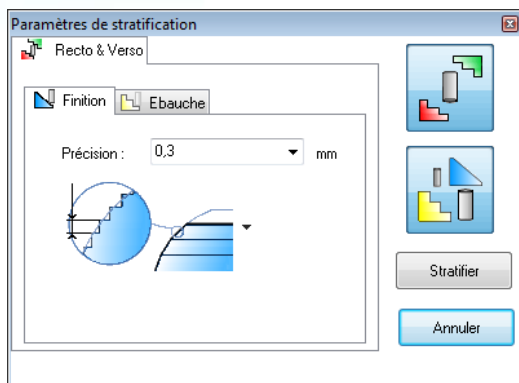 Paramètres de stratification
Recto & Verso
Finition
Ebauche
Précision :
0,3
mm
Stratifier
Annuler